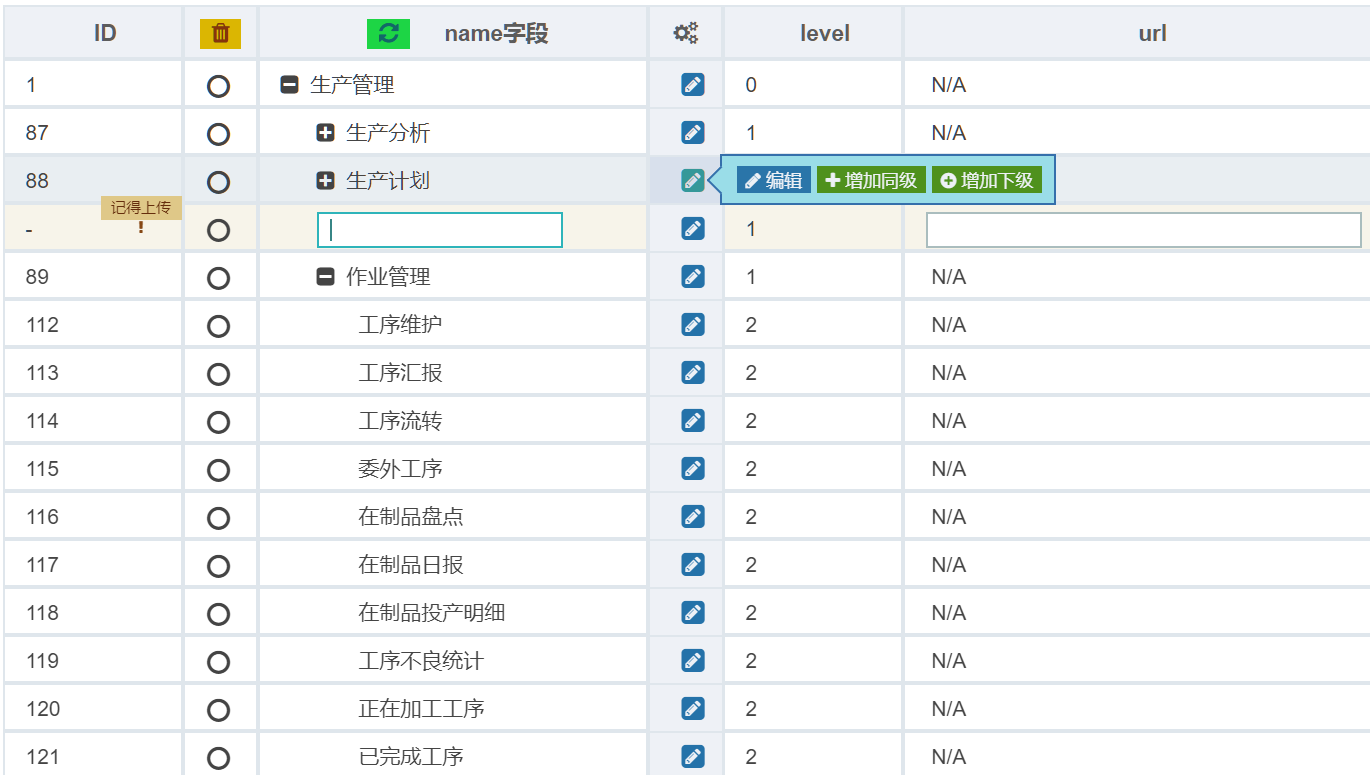 ID name字段 level url
1 生产管理 0 N/A
87 生产分析 1 N/A
88 生产计划 编辑 增加同级 增加下级
记得上传
- ! 1
89 作业管理 1 N/A
112 工序维护 2 N/A
113 工序汇报 2 N/A
114 工序流转 2 N/A
115 委外工序 2 N/A
116 在制品盘点 2 N/A
117 在制品日报 2 N/A
118 在制品投产明细 2 N/A
119 工序不良统计 2 N/A
120 正在加工工序 2 N/A
121 已完成工序 2 N/A